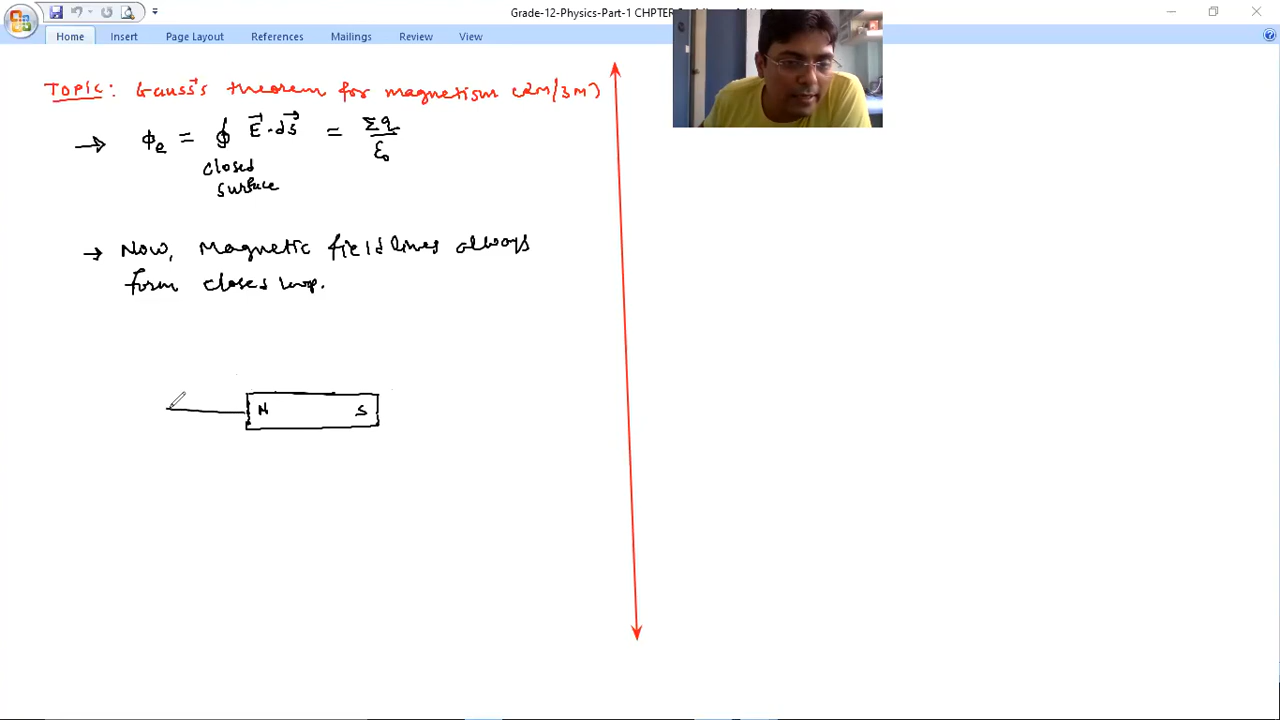 Grade-12-Physics-Part-1 CHPTER
Home Insert Page Layout References Mailings Review View
TOPIC: Gauss's theorem for magnetism (2M/3M)
→ ϕe = ∮ E⃗·dS⃗ = Σq/ε₀
closed
surface
→ Now, Magnetic field lines always
form closes loop.
N S